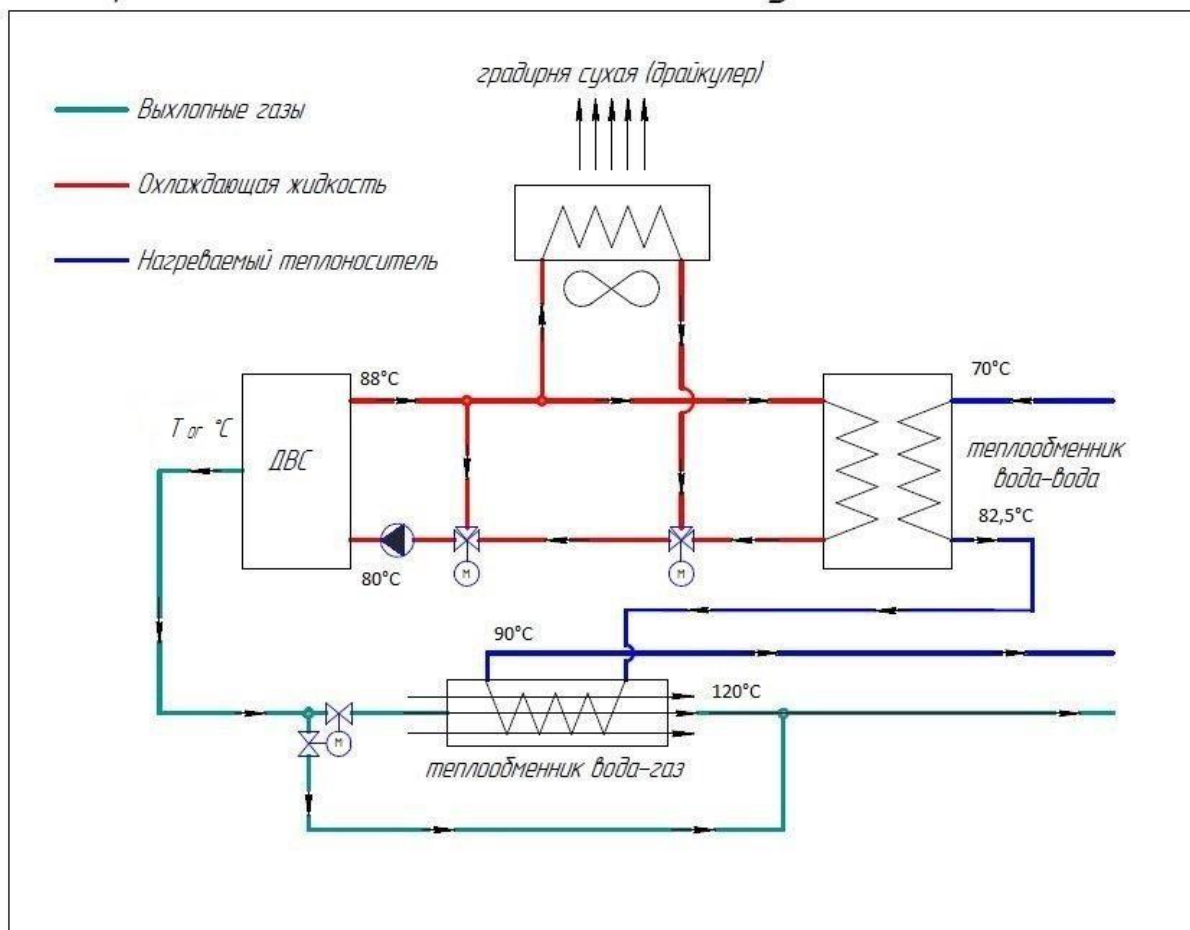 градирня сухая (драйкулер)
Выхлопные газы
Охлаждающая жидкость
Нагреваемый теплоноситель
88°C
70°C
Т ог °C
ДВС
теплообменник
вода-вода
82,5°C
80°C
М
М
90°C
120°C
М
теплообменник вода-газ